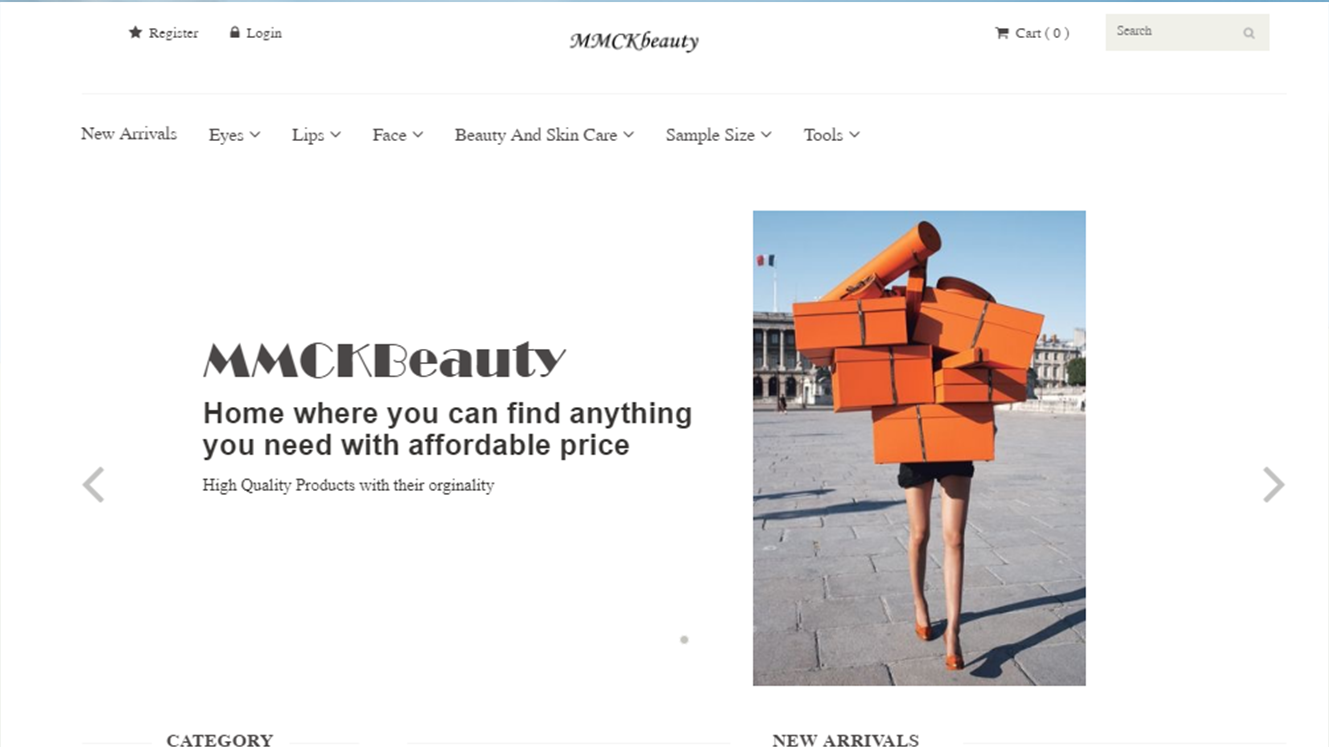 Register
Login
MMCKbeauty
Cart ( 0 )
Search
New Arrivals
Eyes
Lips
Face
Beauty And Skin Care
Sample Size
Tools
MMCKBeauty
Home where you can find anything
you need with affordable price
High Quality Products with their orginality
CATEGORY
NEW ARRIVALS